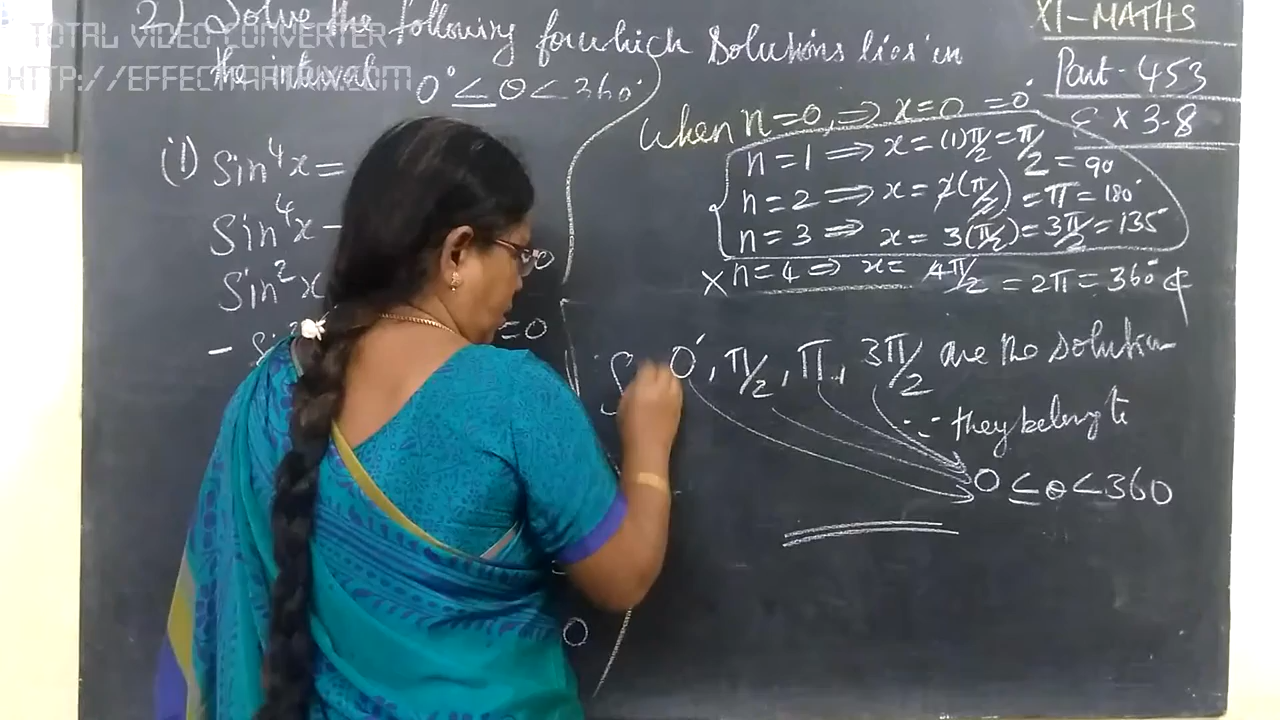 TOTAL VIDEO CONVERTER
HTTP://EFFECTMATRIX.COM
2) Solve the following for which solutions lies in
the interval 0° ≤ θ < 360°
XI-MATHS
Part - 453
Ex 3.8
(i) Sin⁴x =
Sin⁴x -
Sin²x
-
= 0
0
When n = 0, ⇒ x = 0 = 0°
n = 1 ⇒ x = (1) π/2 = π/2 = 90
n = 2 ⇒ x = 2(π/2) = π = 180°
n = 3 ⇒ x = 3(π/2) = 3π/2 = 135
× n = 4 ⇒ x = 4π/2 = 2π = 360° ∉
0°, π/2, π, 3π/2 are the solution
∵ they belong to
0 ≤ θ < 360